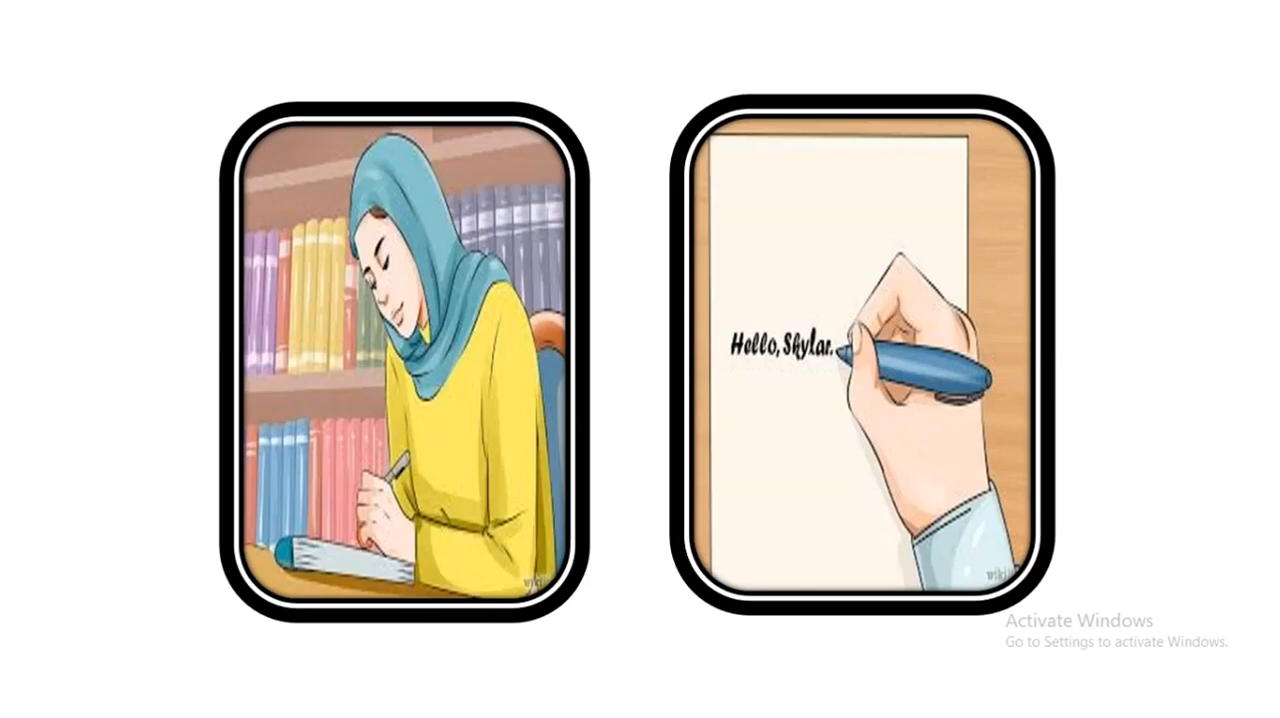 Hello, Skylar.
Activate Windows
Go to Settings to activate Windows.